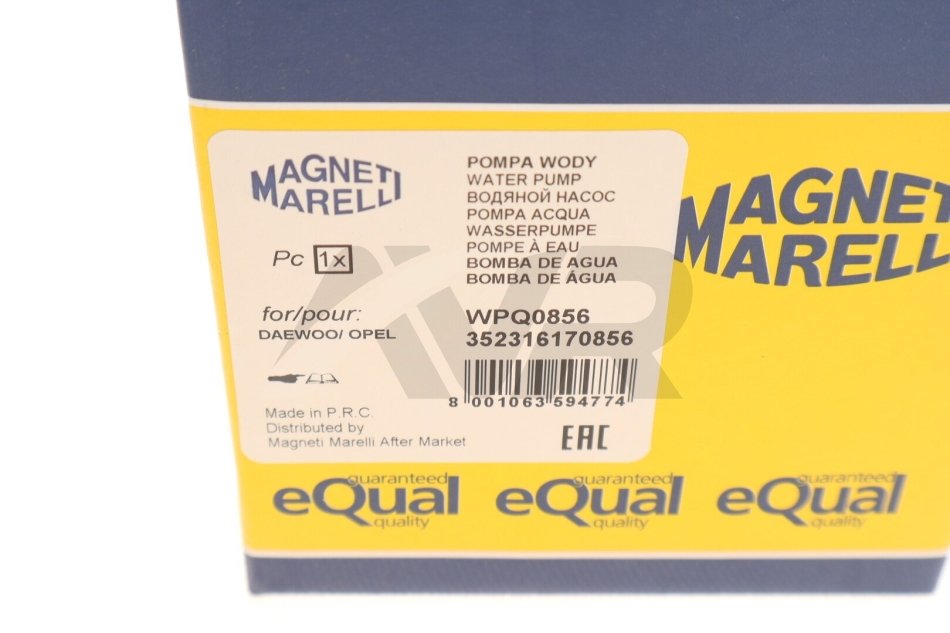 MAGNETI
MARELLI
Pc 1x
for/pour:
DAEWOO/ OPEL
Made in P.R.C.
Distributed by
Magneti Marelli After Market
POMPA WODY
WATER PUMP
ВОДЯНОЙ НАСОС
POMPA ACQUA
WASSERPUMPE
POMPE À EAU
BOMBA DE AGUA
BOMBA DE ÁGUA
WPQ0856
352316170856
8 001063 594774
EAC
MAGNETI
MARELLI
guaranteed
eQual
quality
guaranteed
eQual
quality
guaranteed
eQual
quality